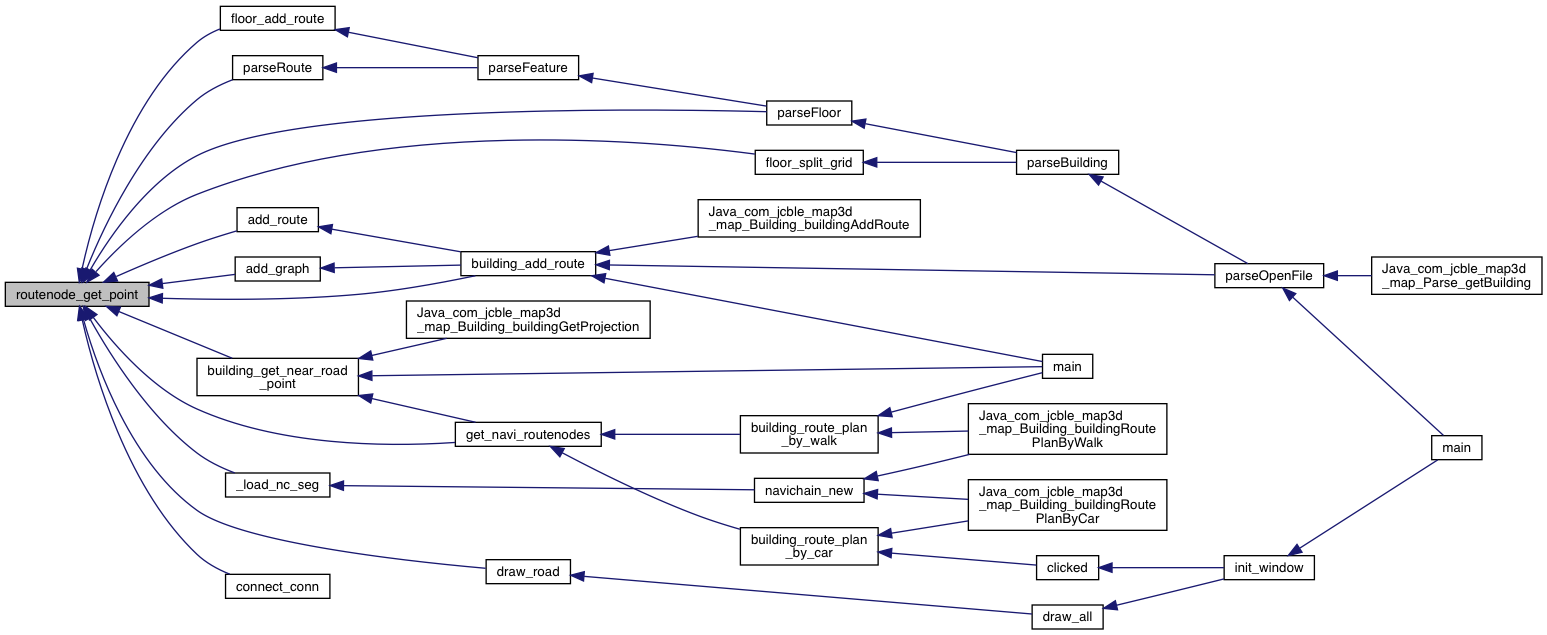 floor_add_route
parseRoute
parseFeature
parseFloor
floor_split_grid
parseBuilding
add_route
Java_com_jcble_map3d
_map_Building_buildingAddRoute
add_graph
building_add_route
parseOpenFile
Java_com_jcble_map3d
_map_Parse_getBuilding
routenode_get_point
Java_com_jcble_map3d
_map_Building_buildingGetProjection
building_get_near_road
_point
main
get_navi_routenodes
building_route_plan
_by_walk
Java_com_jcble_map3d
_map_Building_buildingRoute
PlanByWalk
main
_load_nc_seg
navichain_new
Java_com_jcble_map3d
_map_Building_buildingRoute
PlanByCar
building_route_plan
_by_car
draw_road
clicked
init_window
connect_conn
draw_all